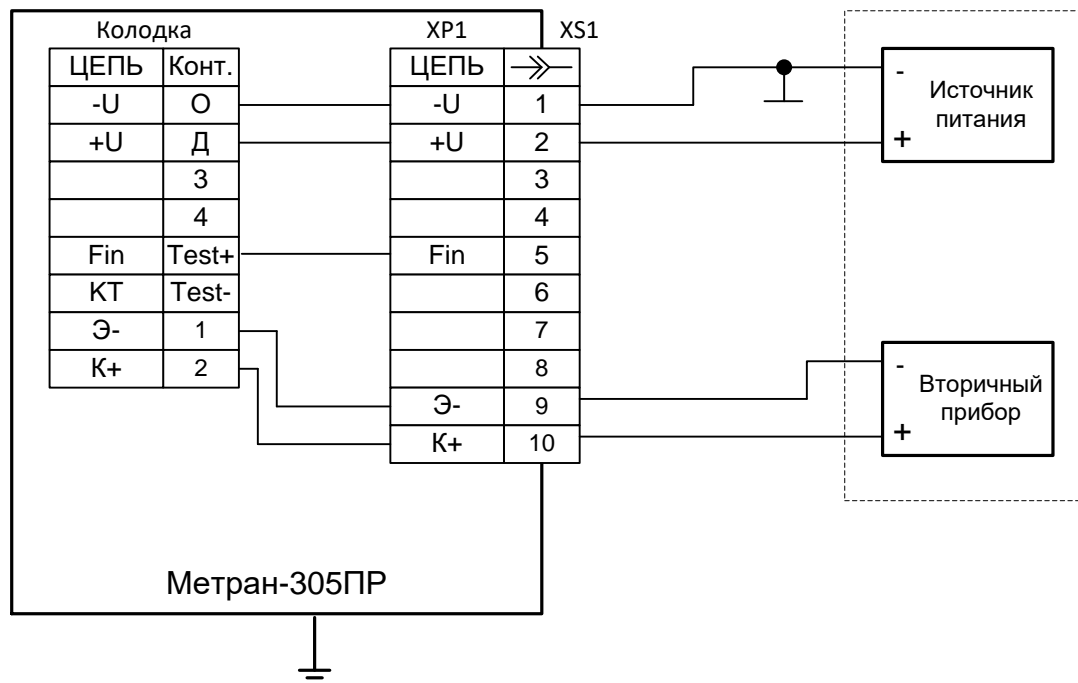 Колодка
XP1
XS1
ЦЕПЬ Конт.
-U О
+U Д
3
4
Fin Test+
КТ Test-
Э- 1
К+ 2
ЦЕПЬ
-U 1
+U 2
3
4
Fin 5
6
7
8
Э- 9
К+ 10
-
Источник
питания
+
-
Вторичный
прибор
+
Метран-305ПР